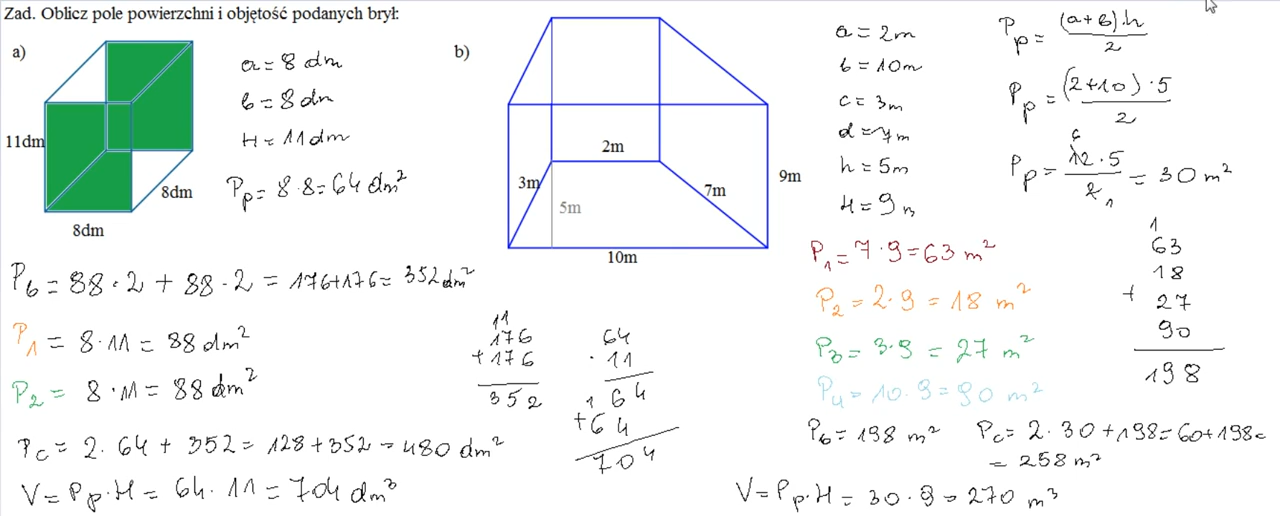 Zad. Oblicz pole powierzchni i objętość podanych brył:
a)
11dm
8dm
8dm
a = 8 dm
b = 8 dm
H = 11 dm
Pp = 8·8 = 64 dm²
b)
2m
3m
5m
7m
9m
10m
a = 2m
b = 10m
c = 3m
d = 7m
h = 5m
H = 9m
Pp = (a+b)·h / 2
Pp = (2+10)·5 / 2
Pp = 12·5 / 2 = 30 m²
6
1
Pb = 88·2 + 88·2 = 176+176 = 352 dm²
P1 = 8·11 = 88 dm²
P2 = 8·11 = 88 dm²
11
176
+176
352
64
·11
1 64
+64
704
Pc = 2·64 + 352 = 128+352 = 480 dm²
V = Pp·H = 64·11 = 704 dm³
P1 = 7·9 = 63 m²
P2 = 2·9 = 18 m²
P3 = 3·9 = 27 m²
P4 = 10·9 = 90 m²
1
63
18
+ 27
90
198
Pb = 198 m² Pc = 2·30 + 198 = 60+198 =
= 258 m²
V = Pp·H = 30·9 = 270 m³